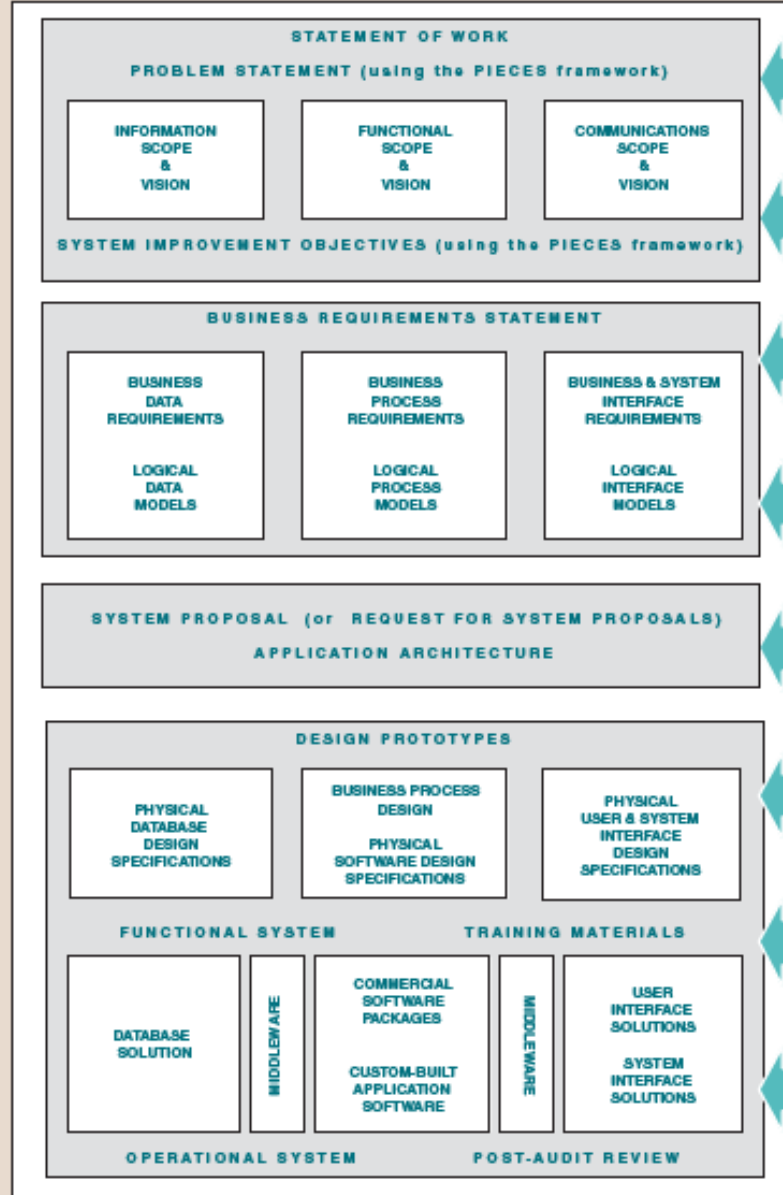 STATEMENT OF WORK
PROBLEM STATEMENT (using the PIECES framework)
INFORMATION
SCOPE
&
VISION
FUNCTIONAL
SCOPE
&
VISION
COMMUNICATIONS
SCOPE
&
VISION
SYSTEM IMPROVEMENT OBJECTIVES (using the PIECES framework)
BUSINESS REQUIREMENTS STATEMENT
BUSINESS
DATA
REQUIREMENTS
LOGICAL
DATA
MODELS
BUSINESS
PROCESS
REQUIREMENTS
LOGICAL
PROCESS
MODELS
BUSINESS & SYSTEM
INTERFACE
REQUIREMENTS
LOGICAL
INTERFACE
MODELS
SYSTEM PROPOSAL (or REQUEST FOR SYSTEM PROPOSALS)
APPLICATION ARCHITECTURE
DESIGN PROTOTYPES
PHYSICAL
DATABASE
DESIGN
SPECIFICATIONS
BUSINESS PROCESS
DESIGN
PHYSICAL
SOFTWARE DESIGN
SPECIFICATIONS
PHYSICAL
USER & SYSTEM
INTERFACE
DESIGN
SPECIFICATIONS
FUNCTIONAL SYSTEM
TRAINING MATERIALS
DATABASE
SOLUTION
MIDDLEWARE
COMMERCIAL
SOFTWARE
PACKAGES
CUSTOM-BUILT
APPLICATION
SOFTWARE
MIDDLEWARE
USER
INTERFACE
SOLUTIONS
SYSTEM
INTERFACE
SOLUTIONS
OPERATIONAL SYSTEM
POST-AUDIT REVIEW